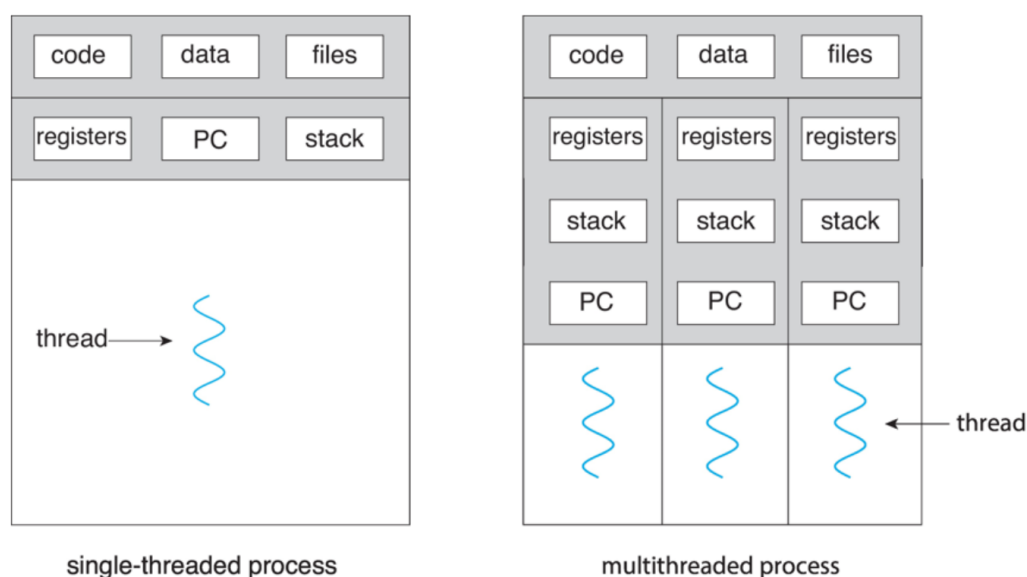 code data files
registers PC stack
thread
single-threaded process
code data files
registers registers registers
stack stack stack
PC PC PC
thread
multithreaded process